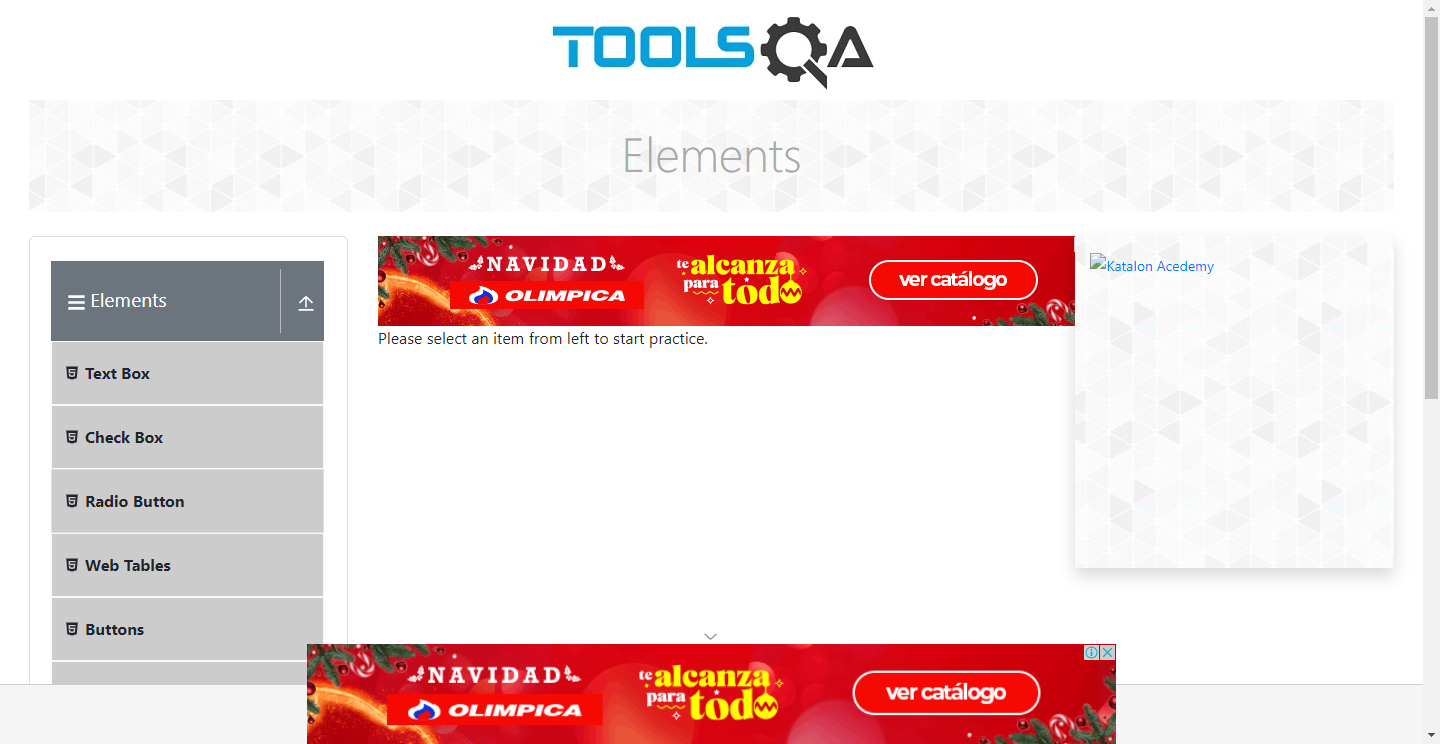 TOOLSQA
Elements
Elements
Text Box
Check Box
Radio Button
Web Tables
Buttons
NAVIDAD
OLIMPICA
te alcanza
para todo
ver catálogo
Please select an item from left to start practice.
Katalon Acedemy
NAVIDAD
OLIMPICA
te alcanza
para todo
ver catálogo